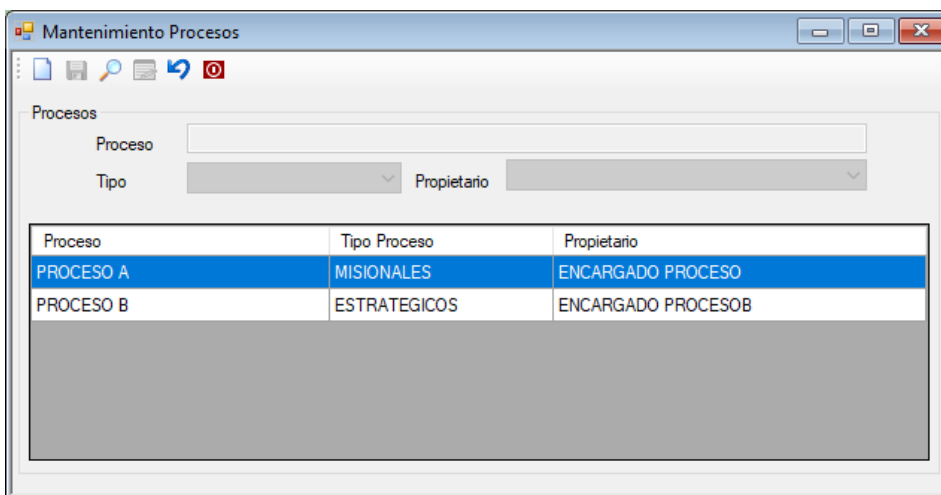 Mantenimiento Procesos
Procesos
Proceso
Tipo Propietario
Proceso Tipo Proceso Propietario
PROCESO A MISIONALES ENCARGADO PROCESO
PROCESO B ESTRATEGICOS ENCARGADO PROCESOB